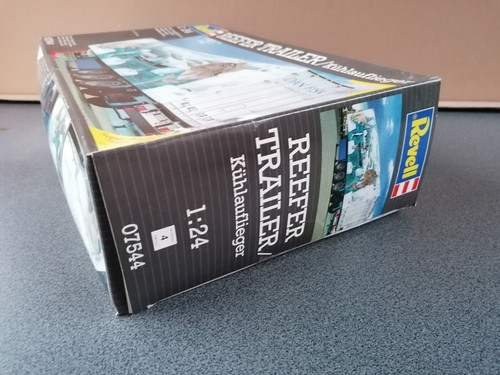 REEFER TRAILER/Kühlauflieger
Revell
REEFER
TRAILER/
Kühlauflieger
1:24
4
07544